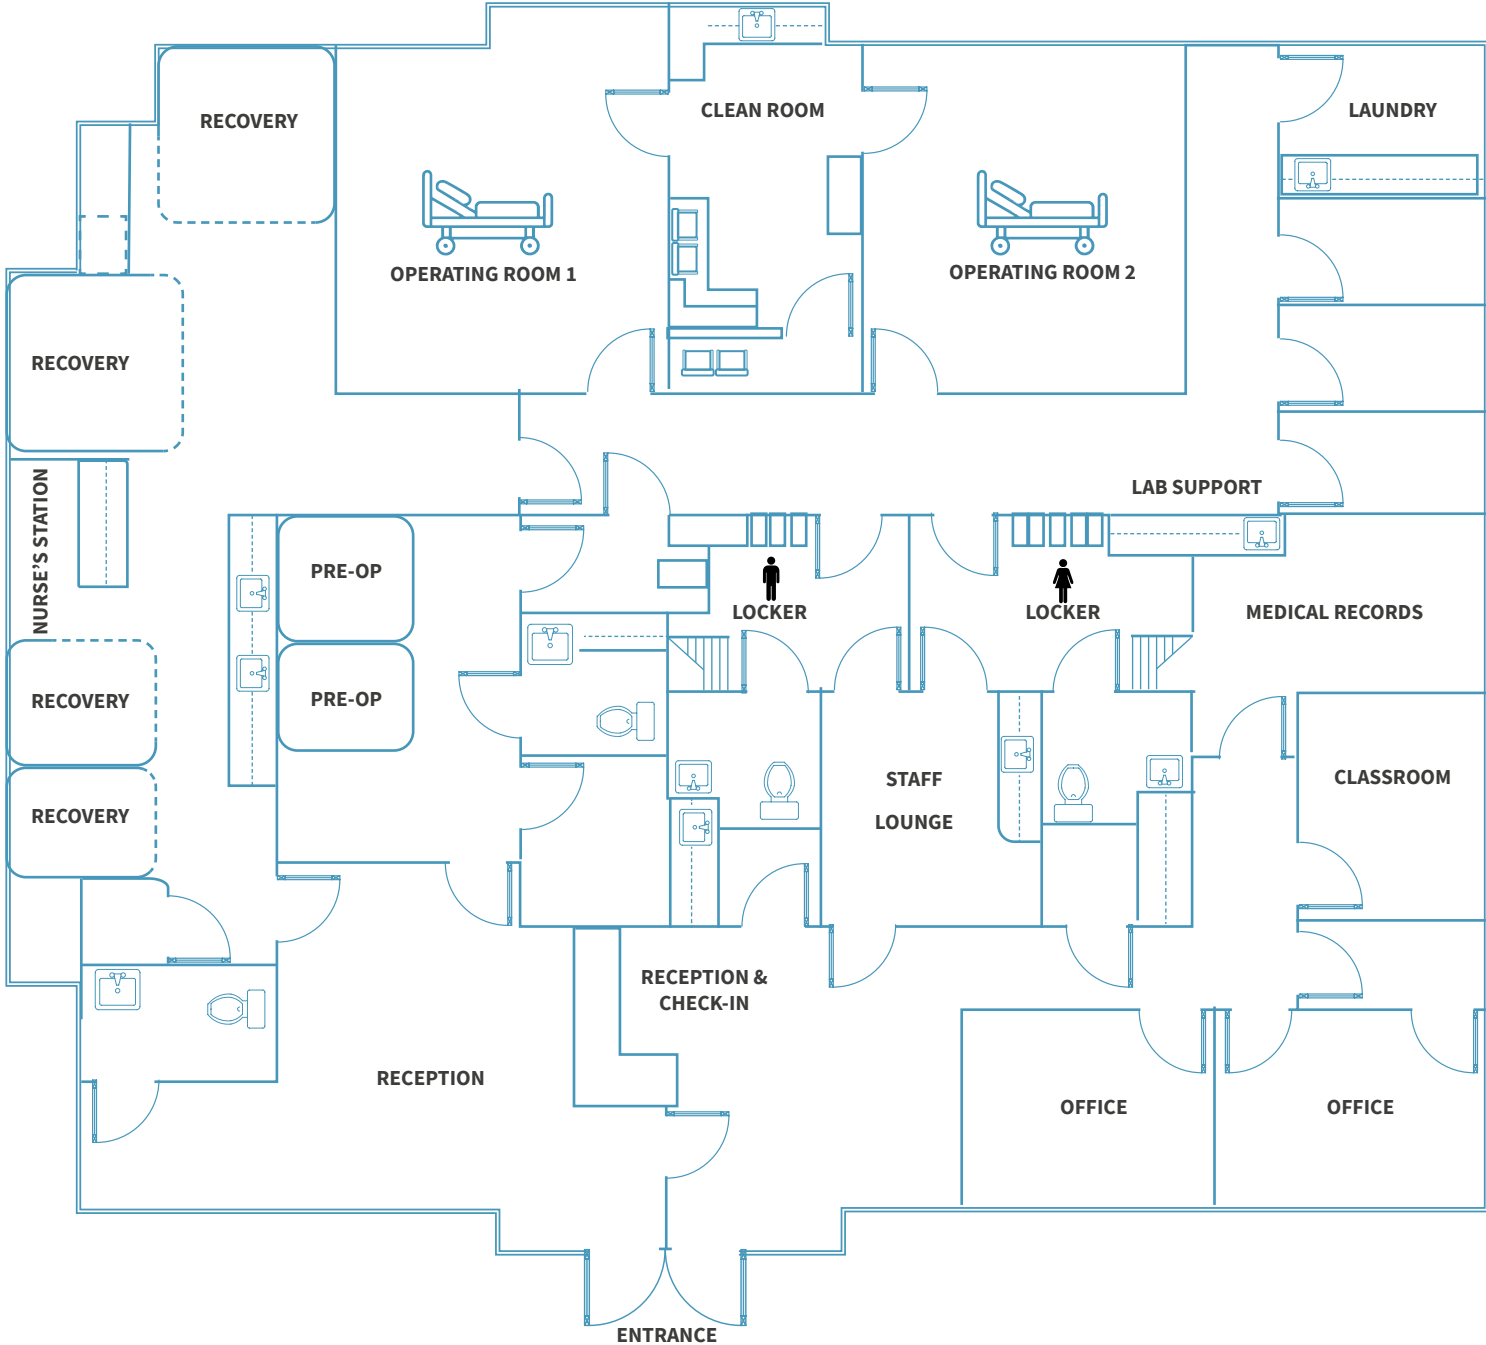 RECOVERY
CLEAN ROOM
LAUNDRY
OPERATING ROOM 1
OPERATING ROOM 2
RECOVERY
LAB SUPPORT
NURSE'S STATION
PRE-OP
LOCKER
LOCKER
MEDICAL RECORDS
RECOVERY
PRE-OP
STAFF
LOUNGE
CLASSROOM
RECOVERY
RECEPTION &
CHECK-IN
RECEPTION
OFFICE
OFFICE
ENTRANCE